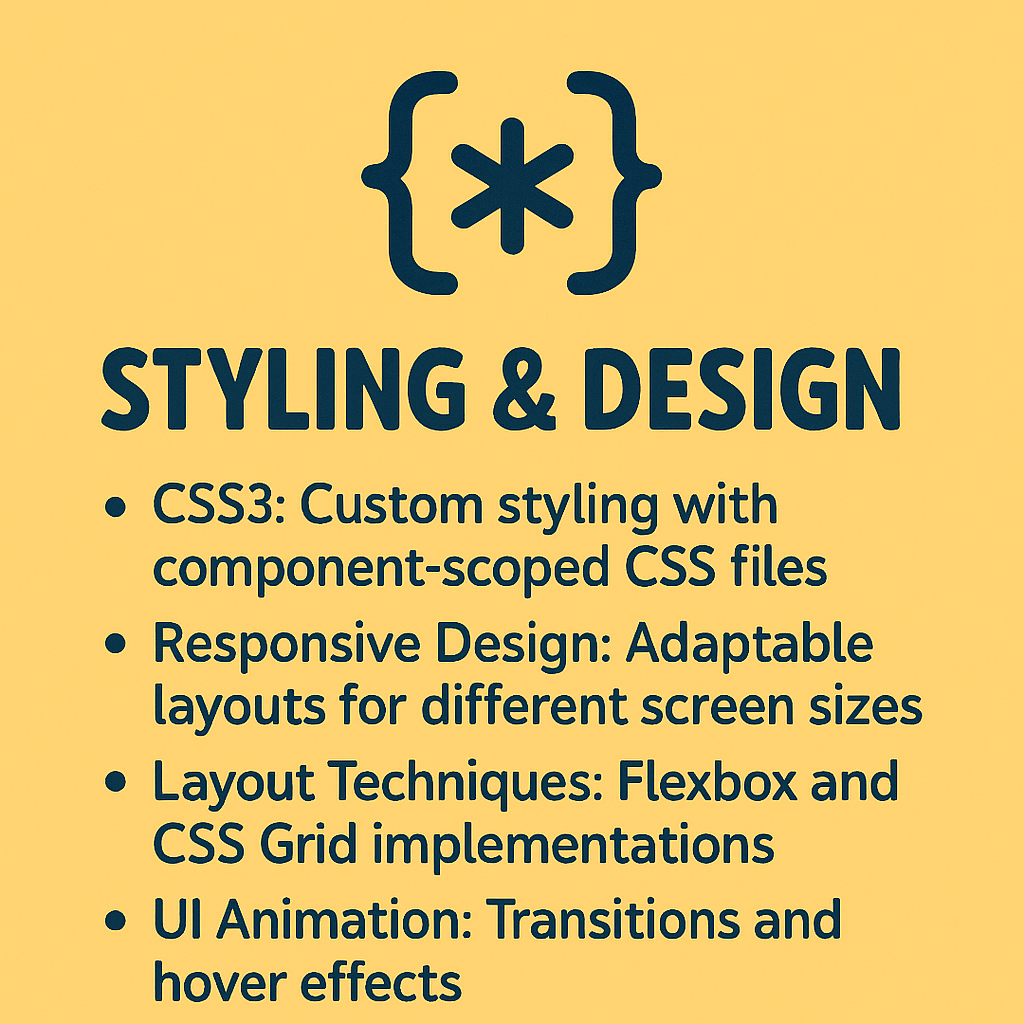 {*}
STYLING & DESIGN
• CSS3: Custom styling with
component-scoped CSS files
• Responsive Design: Adaptable
layouts for different screen sizes
• Layout Techniques: Flexbox and
CSS Grid implementations
• UI Animation: Transitions and
hover effects